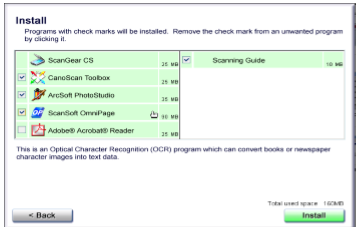 Install
Programs with check marks will be installed. Remove the check mark from an unwanted program
by clicking it.
ScanGear CS 25 MB
CanoScan Toolbox 25 MB
ArcSoft PhotoStudio 35 MB
ScanSoft OmniPage 90 MB
Adobe® Acrobat® Reader 25 MB
Scanning Guide 10 MB
This is an Optical Character Recognition (OCR) program which can convert books or newspaper
character images into text data.
Total used space 160MB
< Back
Install